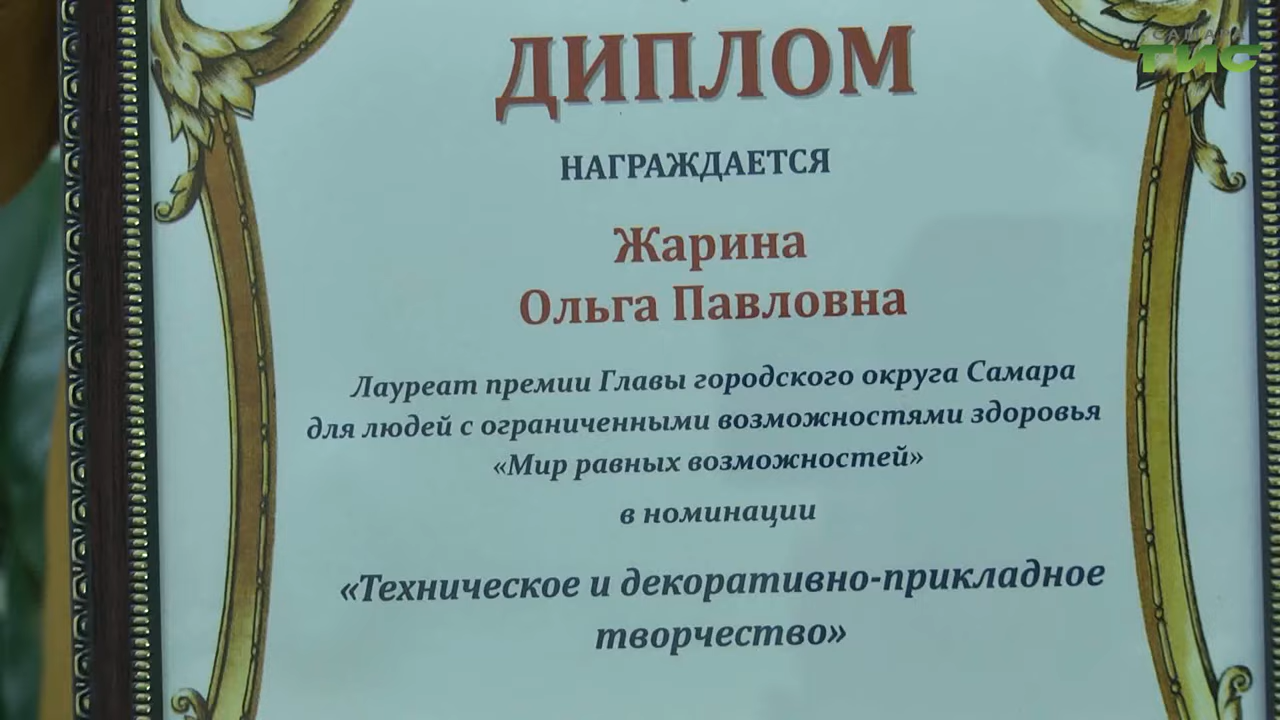 САМАРА
ГИС
ДИПЛОМ
НАГРАЖДАЕТСЯ
Жарина
Ольга Павловна
Лауреат премии Главы городского округа Самара
для людей с ограниченными возможностями здоровья
«Мир равных возможностей»
в номинации
«Техническое и декоративно-прикладное
творчество»